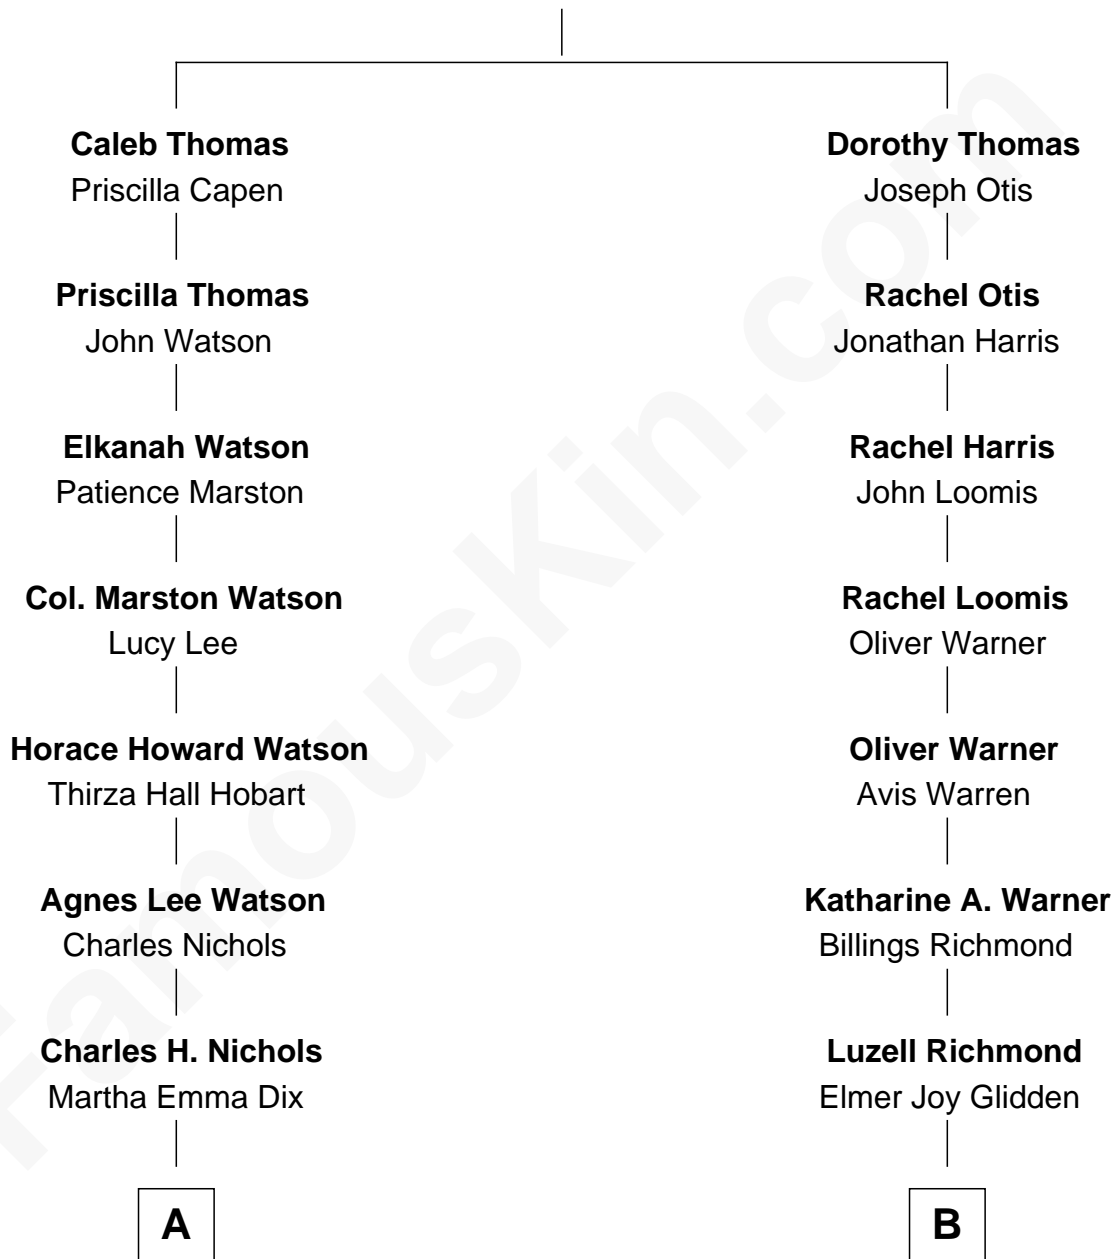 Caleb Thomas
Priscilla Capen
Priscilla Thomas
John Watson
Elkanah Watson
Patience Marston
Col. Marston Watson
Lucy Lee
Horace Howard Watson
Thirza Hall Hobart
Agnes Lee Watson
Charles Nichols
Charles H. Nichols
Martha Emma Dix
A
Dorothy Thomas
Joseph Otis
Rachel Otis
Jonathan Harris
Rachel Harris
John Loomis
Rachel Loomis
Oliver Warner
Oliver Warner
Avis Warren
Katharine A. Warner
Billings Richmond
Luzell Richmond
Elmer Joy Glidden
B
FamousKin.com